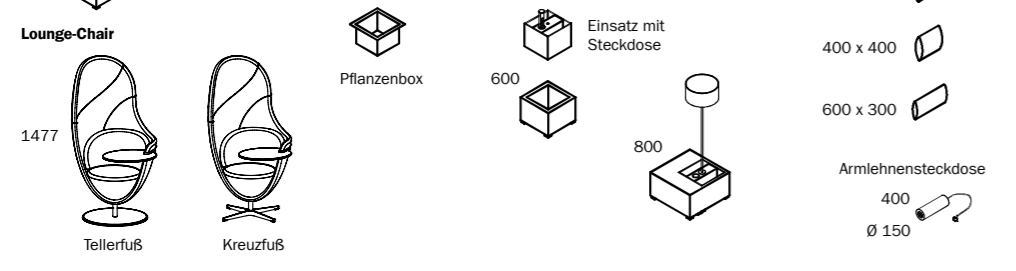 Lounge-Chair
1477
Tellerfuß
Kreuzfuß
Pflanzenbox
Einsatz mit
Steckdose
600
800
400 x 400
600 x 300
Armlehnensteckdose
400
Ø 150